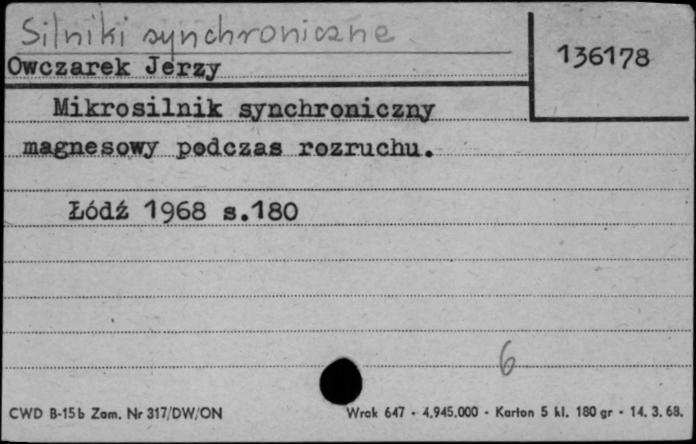 Silniki synchroniczne
136178
Owczarek Jerzy
Mikrosilnik synchroniczny
magnesowy podczas rozruchu.
Łódź 1968 s.180
6
CWD B-15b Zam. Nr 317/DW/ON Wrak 647 - 4.945.000 - Karton 5 kl. 180 gr - 14. 3. 68.